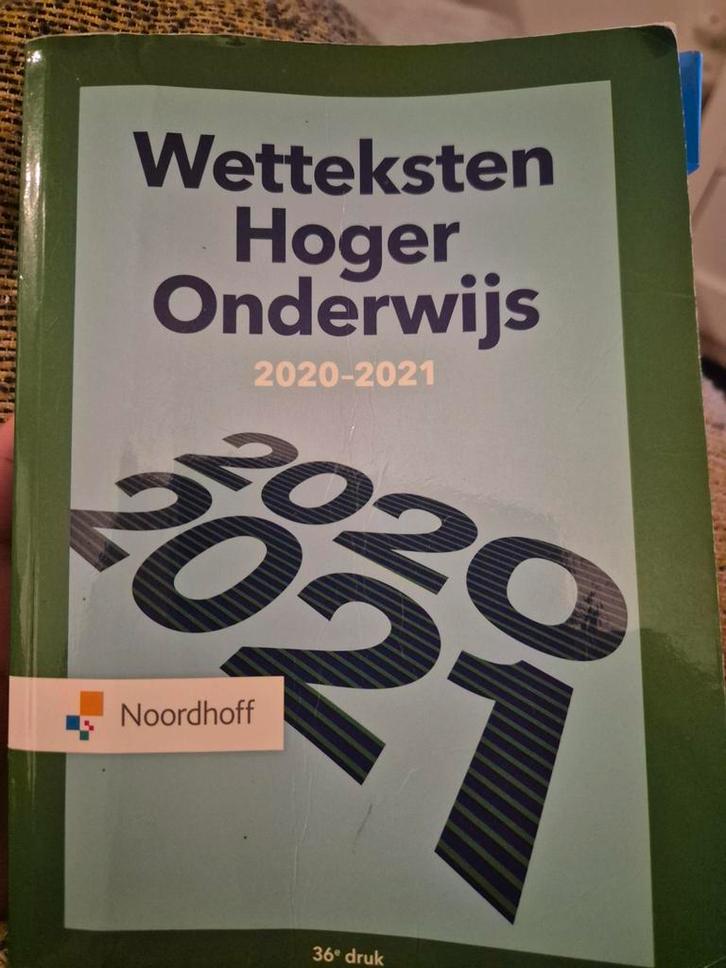 Wetteksten
Hoger
Onderwijs
2020-2021
2020
2021
Noordhoff
36e druk